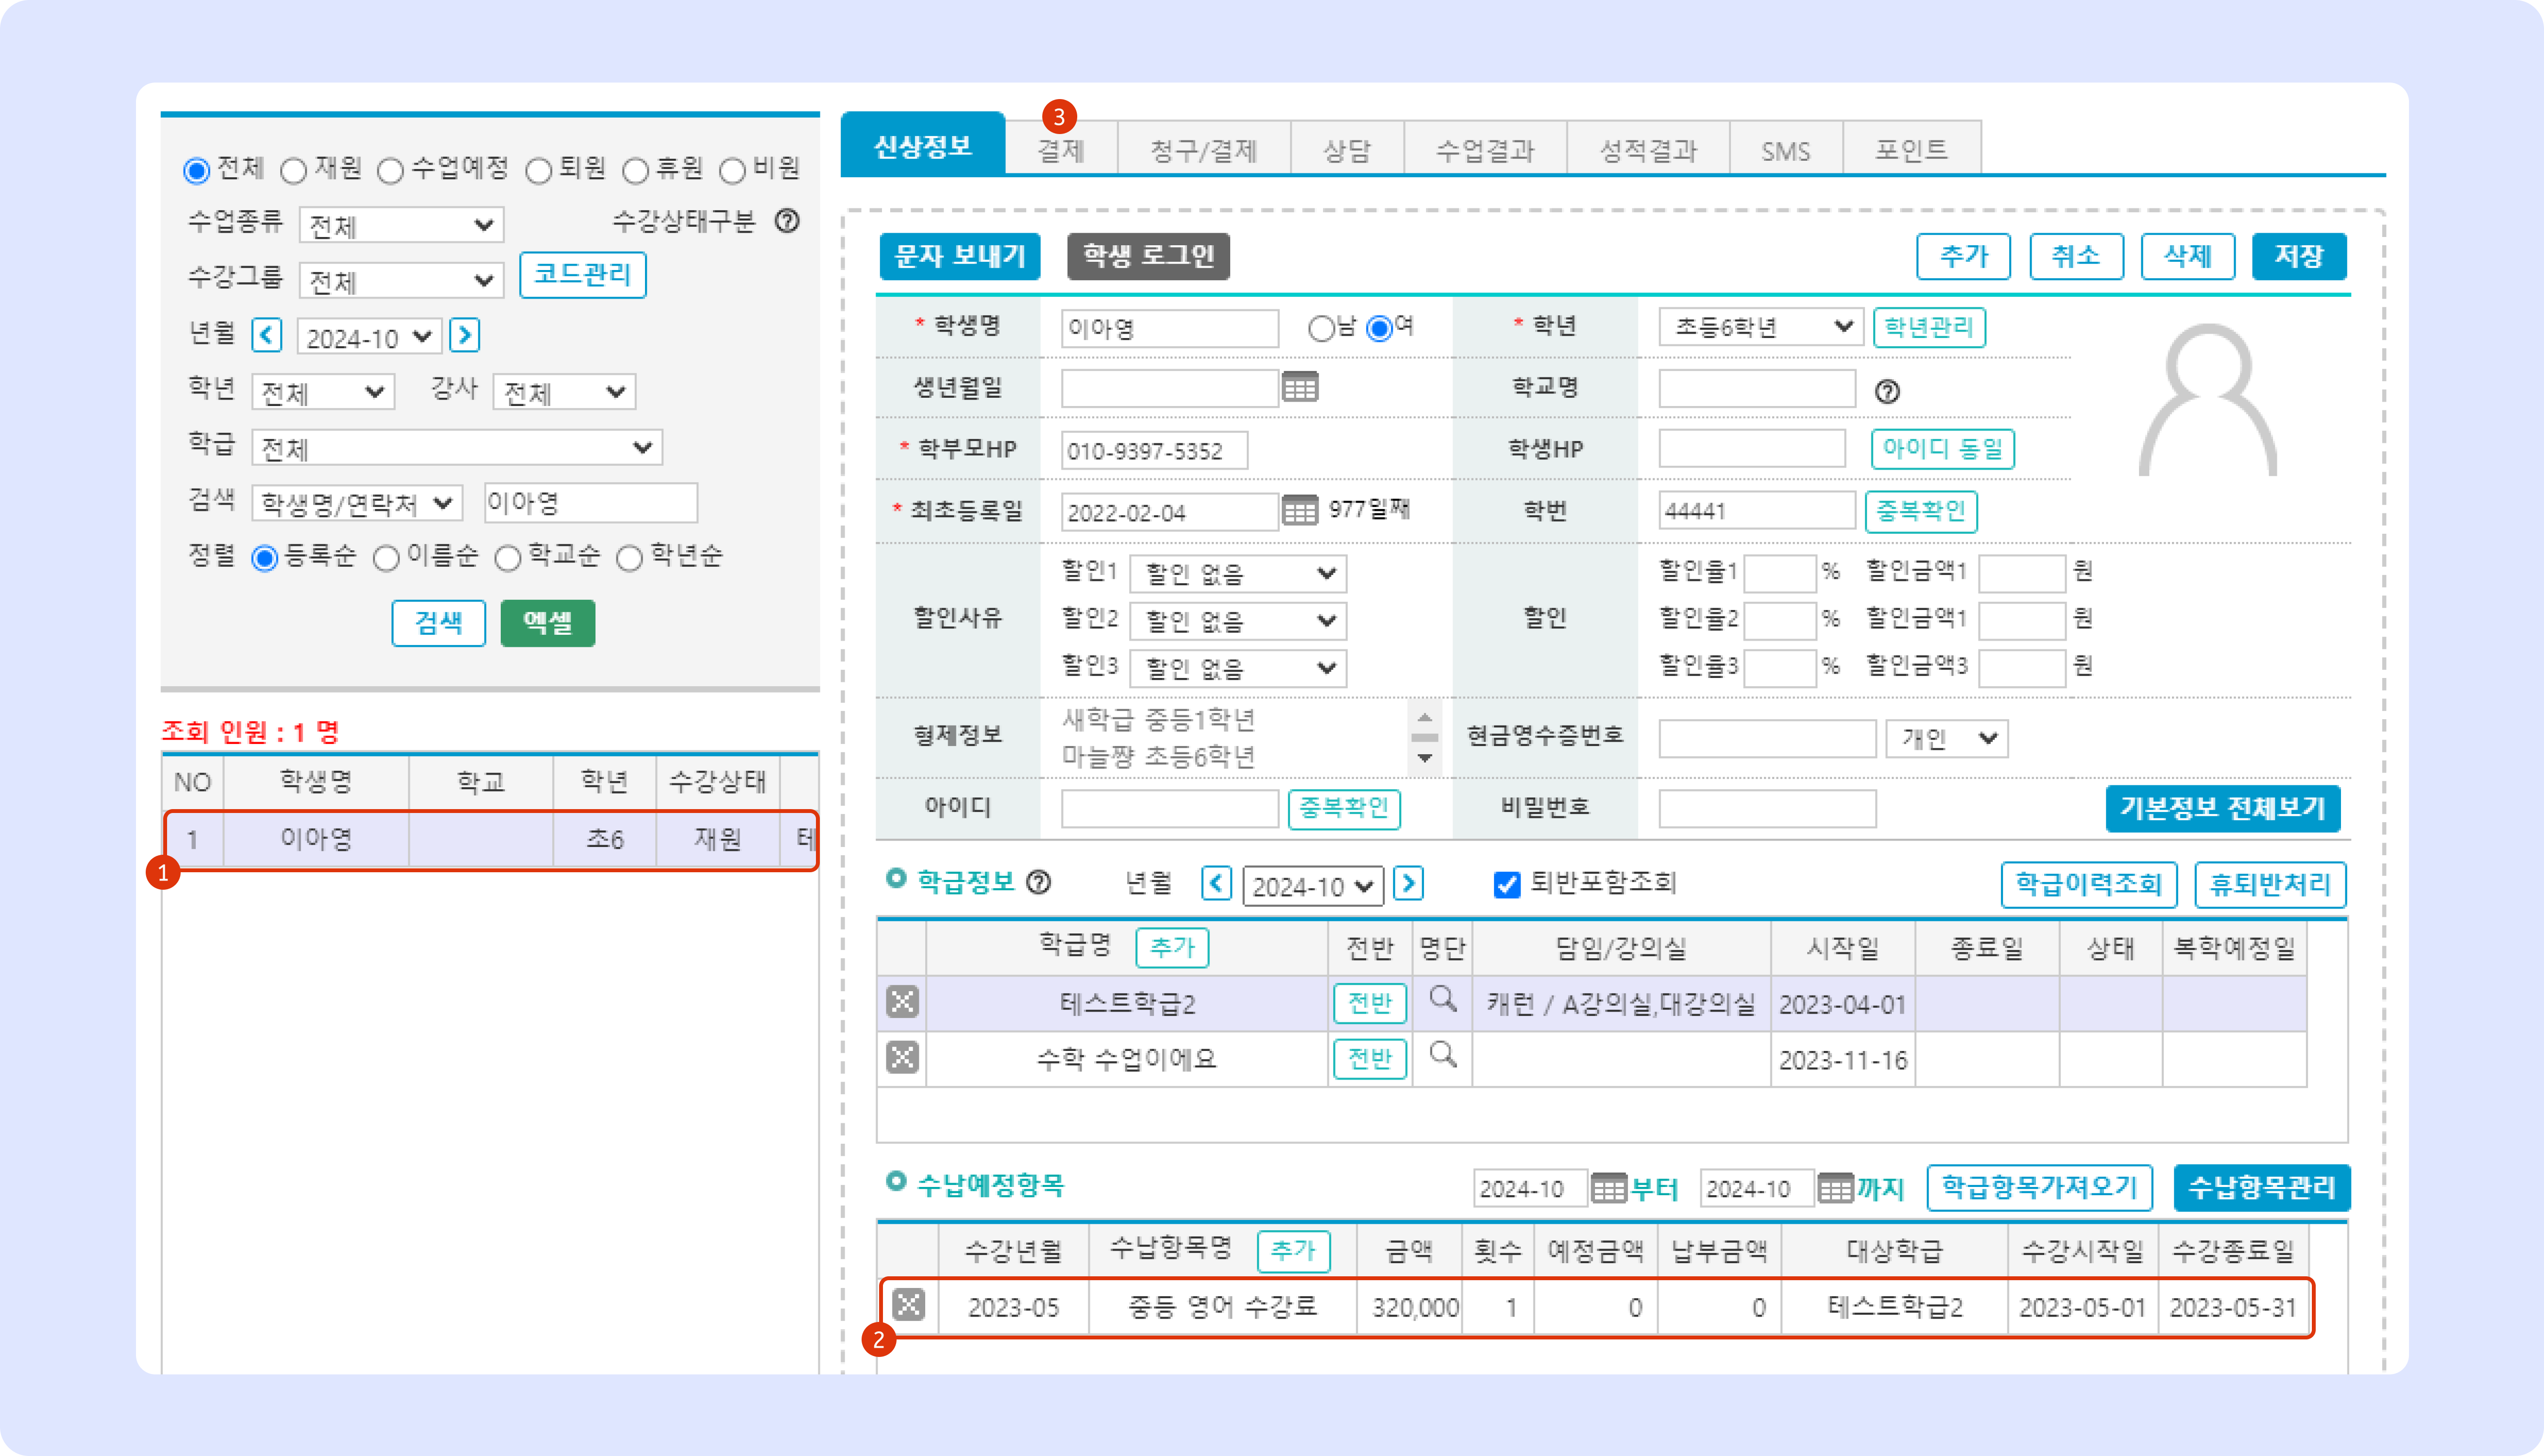 전체 재원 수업예정 퇴원 휴원 비원
수업종류 전체 수강상태구분 ?
수강그룹 전체 코드관리
년월 < 2024-10 >
학년 전체 강사 전체
학급 전체
검색 학생명/연락처 이아영
정렬 등록순 이름순 학교순 학년순
검색 엑셀
조회 인원 : 1 명
NO 학생명 학교 학년 수강상태
1 이아영 초6 재원 테
1
3
신상정보 결제 청구/결제 상담 수업결과 성적결과 SMS 포인트
문자 보내기 학생 로그인 추가 취소 삭제 저장
* 학생명 이아영 남 여 * 학년 초등6학년 학년관리
생년월일 학교명 ?
* 학부모HP 010-9397-5352 학생HP 아이디 동일
* 최초등록일 2022-02-04 977일째 학번 44441 중복확인
할인1 할인 없음 할인율1 % 할인금액1 원
할인사유 할인2 할인 없음 할인 할인율2 % 할인금액1 원
할인3 할인 없음 할인율3 % 할인금액3 원
형제정보 새학급 중등1학년 현금영수증번호 개인
마늘쨩 초등6학년
아이디 중복확인 비밀번호 기본정보 전체보기
학급정보 ? 년월 < 2024-10 > 퇴반포함조회 학급이력조회 휴퇴반처리
학급명 추가 전반 명단 담임/강의실 시작일 종료일 상태 복학예정일
테스트학급2 전반 캐런 / A강의실,대강의실 2023-04-01
수학 수업이에요 전반 2023-11-16
수납예정항목 2024-10 부터 2024-10 까지 학급항목가져오기 수납항목관리
수강년월 수납항목명 추가 금액 횟수 예정금액 납부금액 대상학급 수강시작일 수강종료일
2023-05 중등 영어 수강료 320,000 1 0 0 테스트학급2 2023-05-01 2023-05-31
2